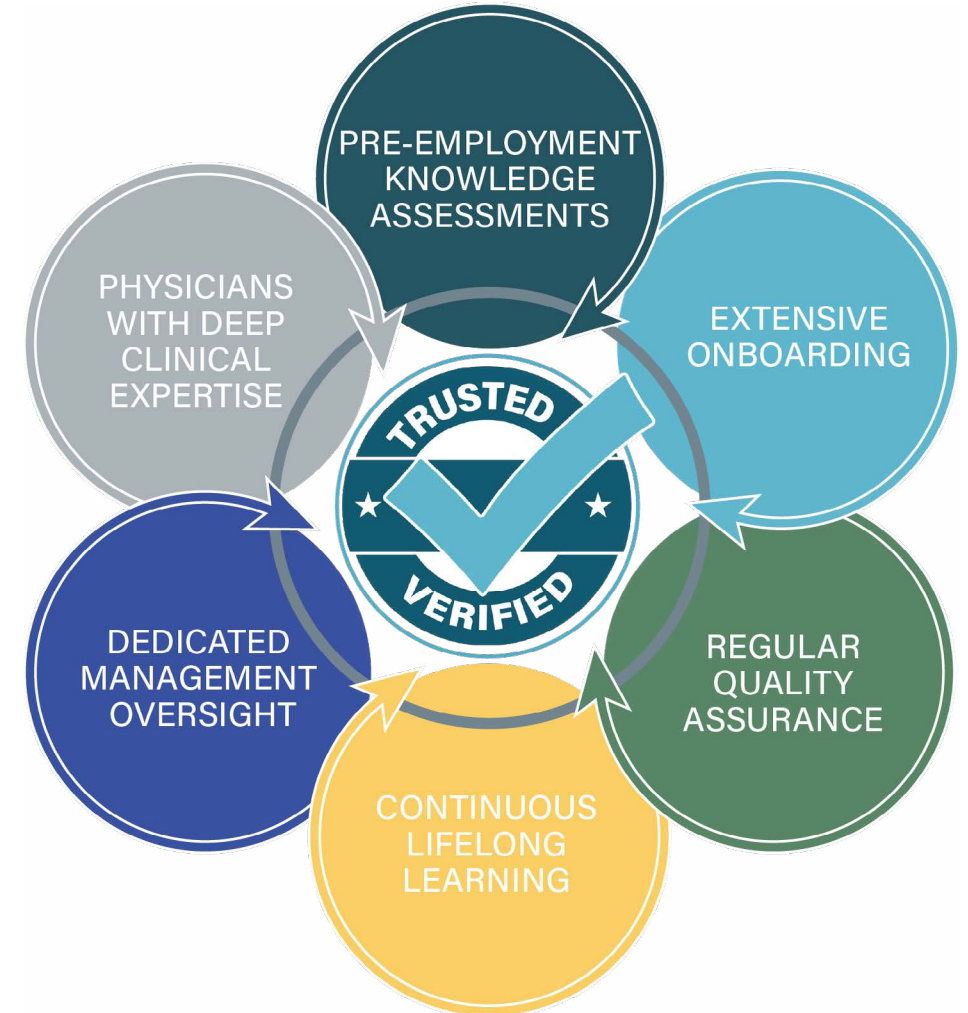 PRE-EMPLOYMENT
KNOWLEDGE
ASSESSMENTS
EXTENSIVE
ONBOARDING
REGULAR
QUALITY
ASSURANCE
CONTINUOUS
LIFELONG
LEARNING
DEDICATED
MANAGEMENT
OVERSIGHT
PHYSICIANS
WITH DEEP
CLINICAL
EXPERTISE
TRUSTED
VERIFIED